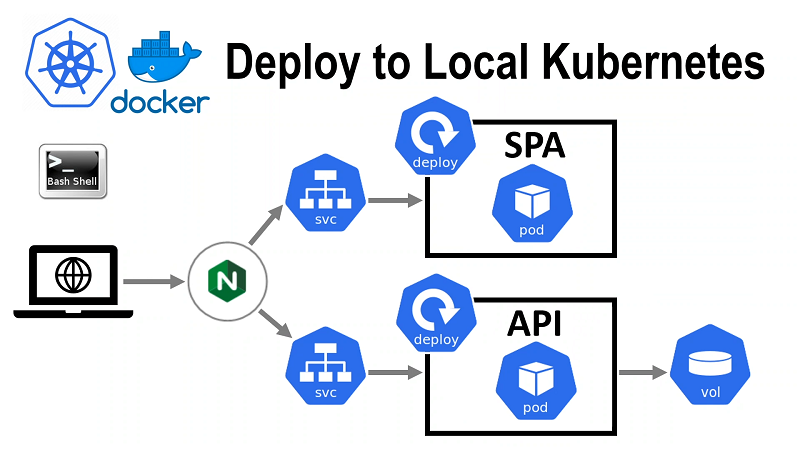 Deploy to Local Kubernetes
docker
>_
Bash Shell
deploy
SPA
svc
pod
N
deploy
API
svc
pod
vol